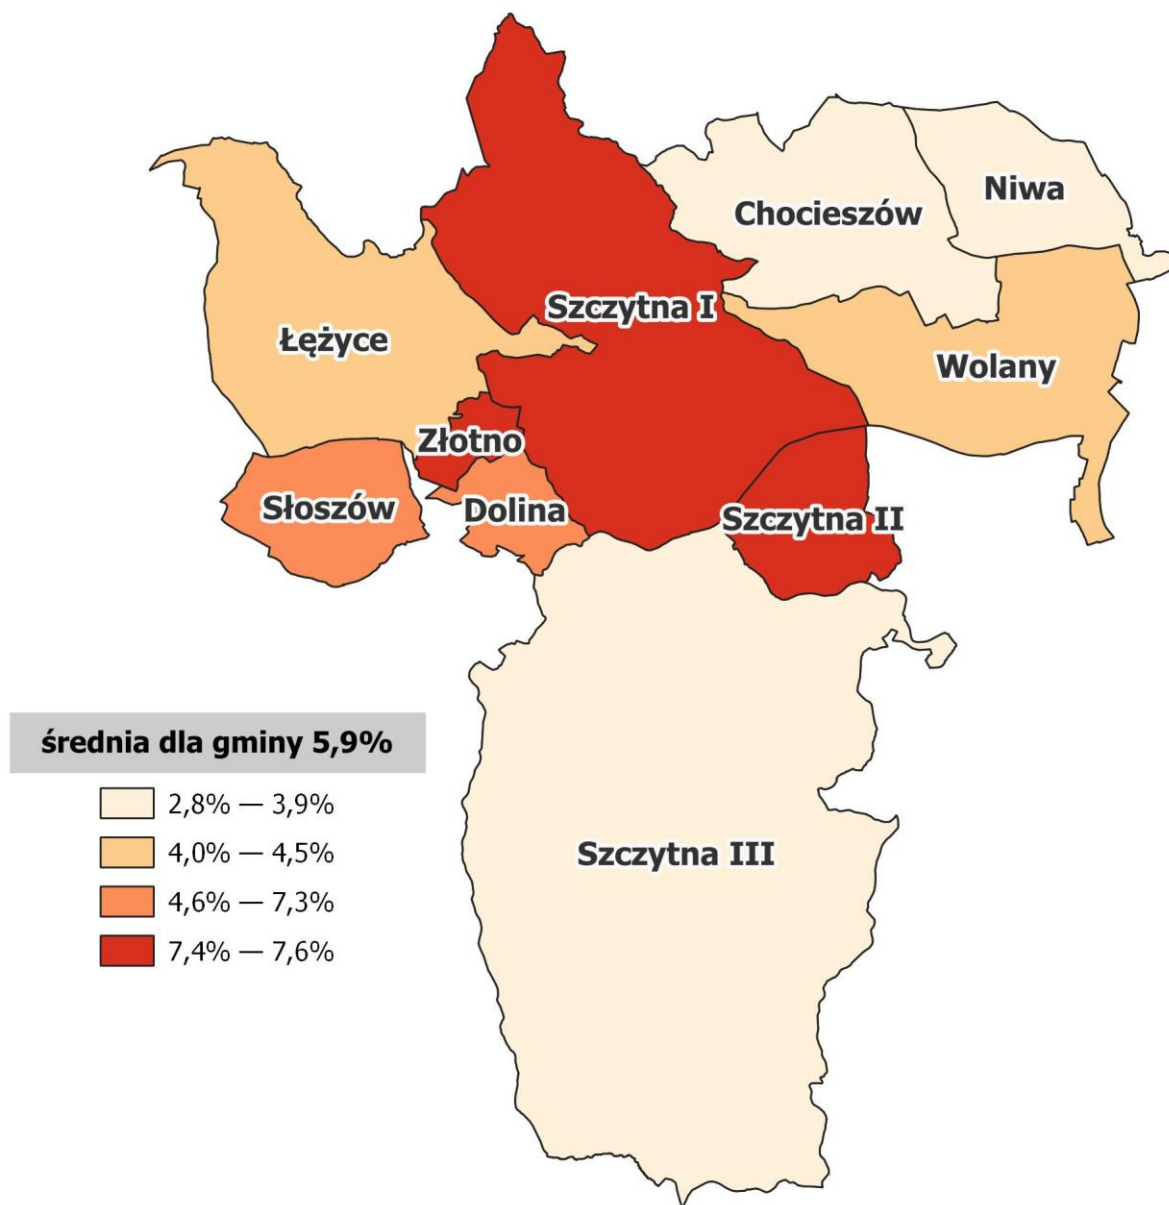 Niwa
Chocieszów
Szczytna I
Łężyce
Wolany
Złotno
Słoszów
Dolina
Szczytna II
średnia dla gminy 5,9%
2,8% — 3,9%
4,0% — 4,5%
Szczytna III
4,6% — 7,3%
7,4% — 7,6%